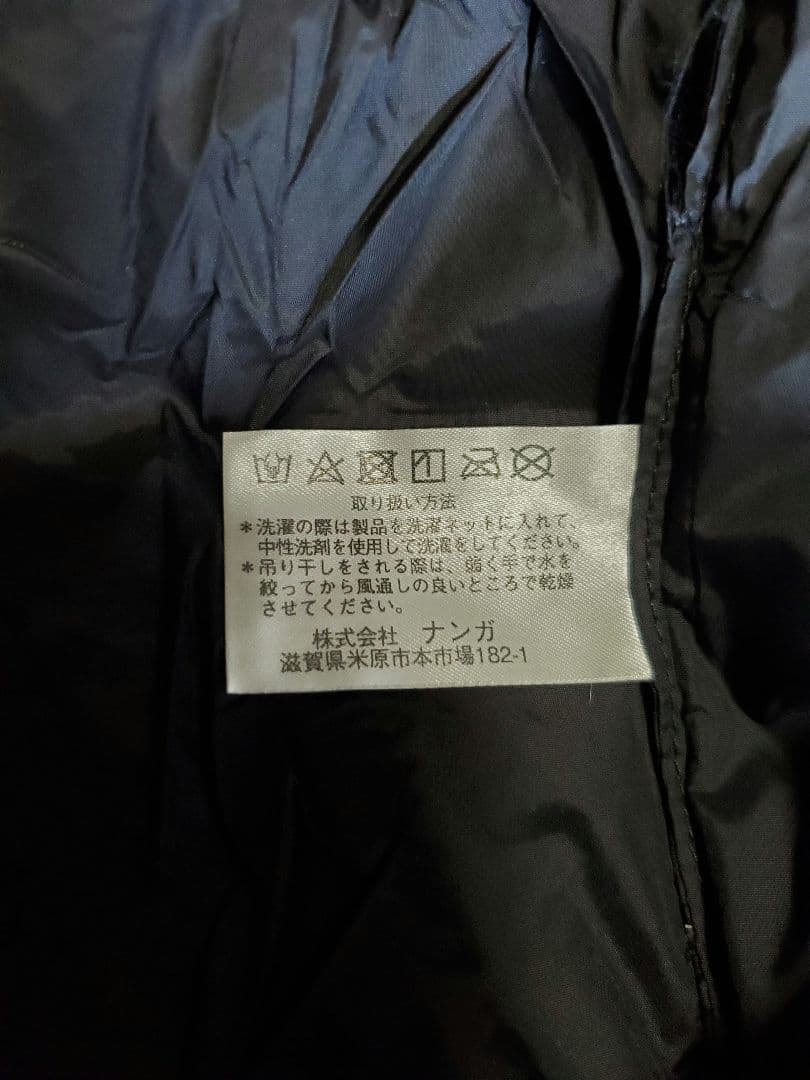 取り扱い方法
*洗濯の際は製品を洗濯ネットに入れて、
中性洗剤を使用して洗濯をしてください。
*吊り干しをされる際は、弱く手で水を
絞ってから風通しの良いところで乾燥
させてください。
株式会社 ナンガ
滋賀県米原市本市場182-1